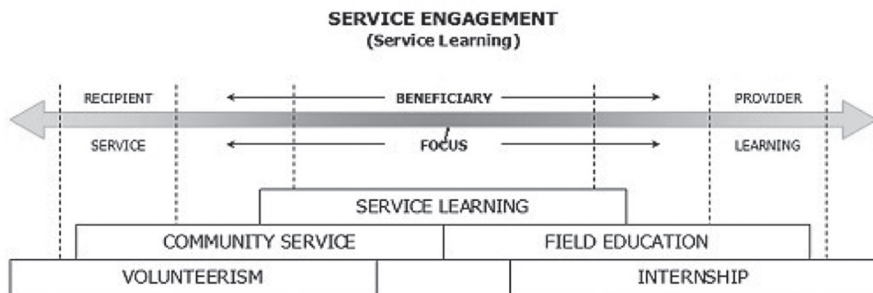 SERVICE ENGAGEMENT
(Service Learning)
RECIPIENT BENEFICIARY PROVIDER
SERVICE FOCUS LEARNING
SERVICE LEARNING
COMMUNITY SERVICE FIELD EDUCATION
VOLUNTEERISM INTERNSHIP